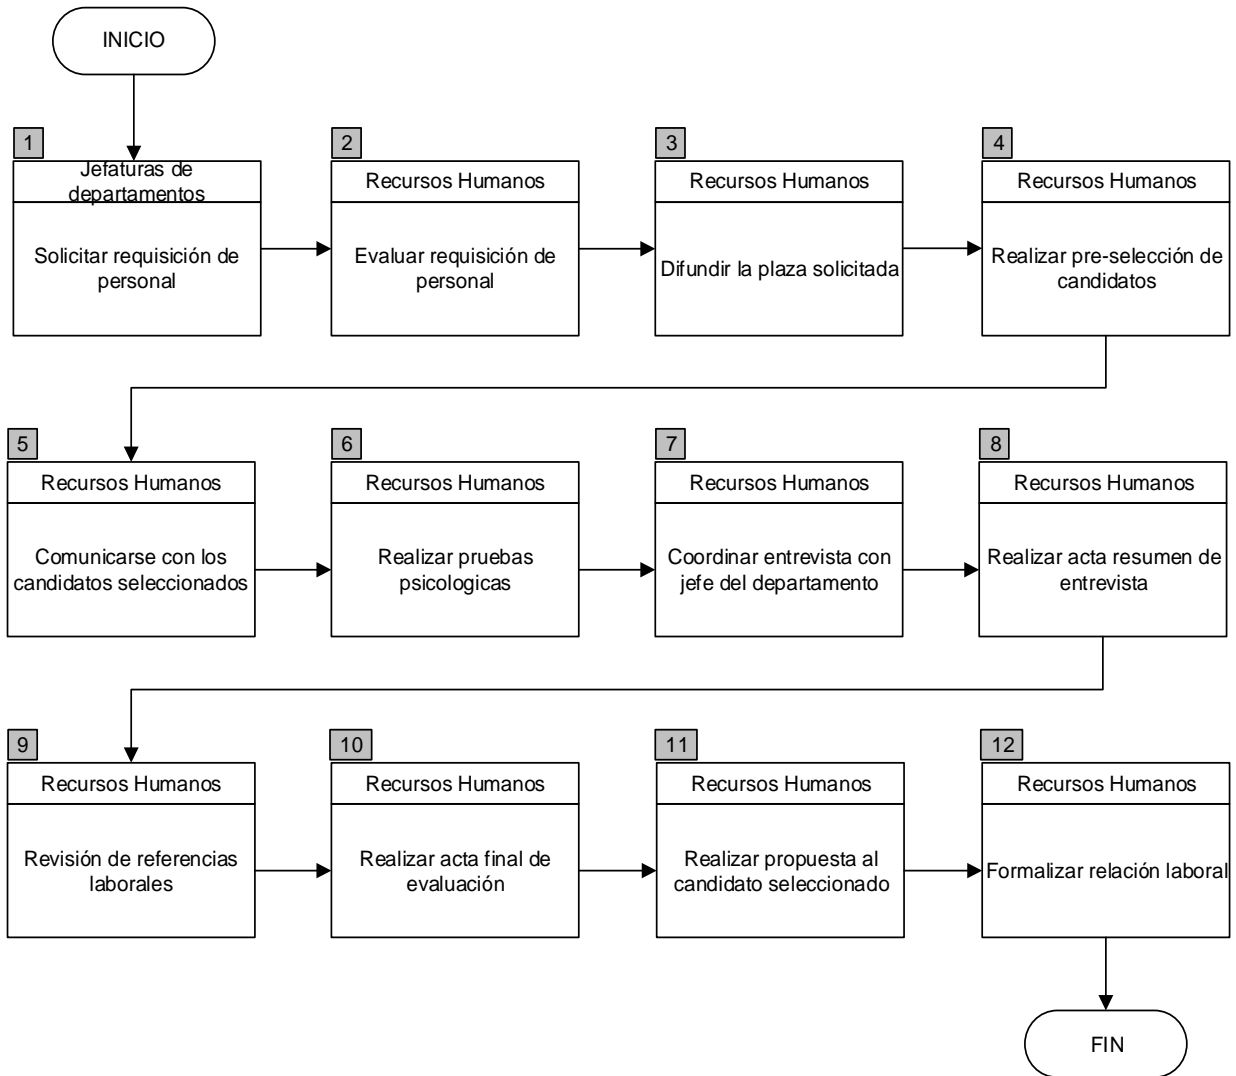 INICIO
1
Jefaturas de
departamentos
Solicitar requisición de
personal
2
Recursos Humanos
Evaluar requisición de
personal
3
Recursos Humanos
Difundir la plaza solicitada
4
Recursos Humanos
Realizar pre-selección de
candidatos
5
Recursos Humanos
Comunicarse con los
candidatos seleccionados
6
Recursos Humanos
Realizar pruebas
psicologicas
7
Recursos Humanos
Coordinar entrevista con
jefe del departamento
8
Recursos Humanos
Realizar acta resumen de
entrevista
9
Recursos Humanos
Revisión de referencias
laborales
10
Recursos Humanos
Realizar acta final de
evaluación
11
Recursos Humanos
Realizar propuesta al
candidato seleccionado
12
Recursos Humanos
Formalizar relación laboral
FIN